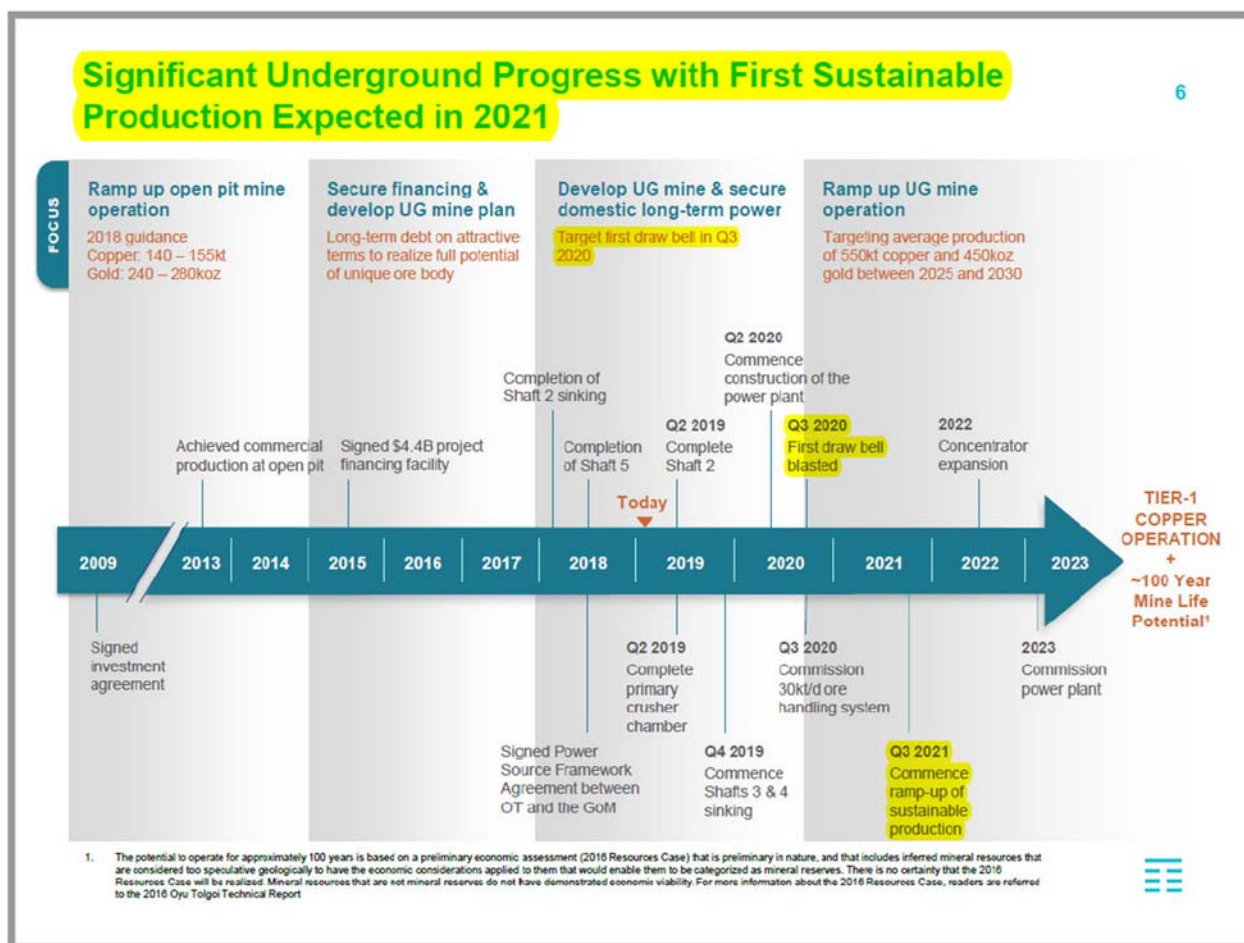 Significant Underground Progress with First Sustainable
Production Expected in 2021
6
FOCUS
Ramp up open pit mine
operation
2018 guidance
Copper: 140 – 155kt
Gold: 240 – 280koz
Secure financing &
develop UG mine plan
Long-term debt on attractive
terms to realize full potential
of unique ore body
Develop UG mine & secure
domestic long-term power
Target first draw bell in Q3
2020
Ramp up UG mine
operation
Targeting average production
of 550kt copper and 450koz
gold between 2025 and 2030
Achieved commercial
production at open pit
Signed $4.4B project
financing facility
Completion of
Shaft 2 sinking
Completion
of Shaft 5
Q2 2019
Complete
Shaft 2
Q2 2020
Commence
construction of the
power plant
Q3 2020
First draw bell
blasted
2022
Concentrator
expansion
Today
2009
2013
2014
2015
2016
2017
2018
2019
2020
2021
2022
2023
TIER-1
COPPER
OPERATION
+
~100 Year
Mine Life
Potential¹
Signed
investment
agreement
Signed Power
Source Framework
Agreement between
OT and the GoM
Q2 2019
Complete
primary
crusher
chamber
Q4 2019
Commence
Shafts 3 & 4
sinking
Q3 2020
Commission
30kt/d ore
handling system
Q3 2021
Commence
ramp-up of
sustainable
production
2023
Commission
power plant
1. The potential to operate for approximately 100 years is based on a preliminary economic assessment (2016 Resources Case) that is preliminary in nature, and that includes inferred mineral resources that
are considered too speculative geologically to have the economic considerations applied to them that would enable them to be categorized as mineral reserves. There is no certainty that the 2016
Resources Case will be realized. Mineral resources that are not mineral reserves do not have demonstrated economic viability. For more information about the 2016 Resources Case, readers are referred
to the 2016 Oyu Tolgoi Technical Report